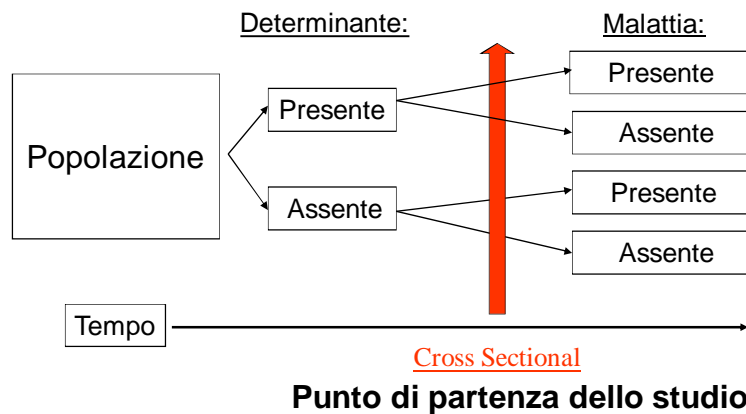 Determinante:
Malattia:
Popolazione
Presente
Assente
Presente
Assente
Presente
Assente
Tempo
Cross Sectional
Punto di partenza dello studio